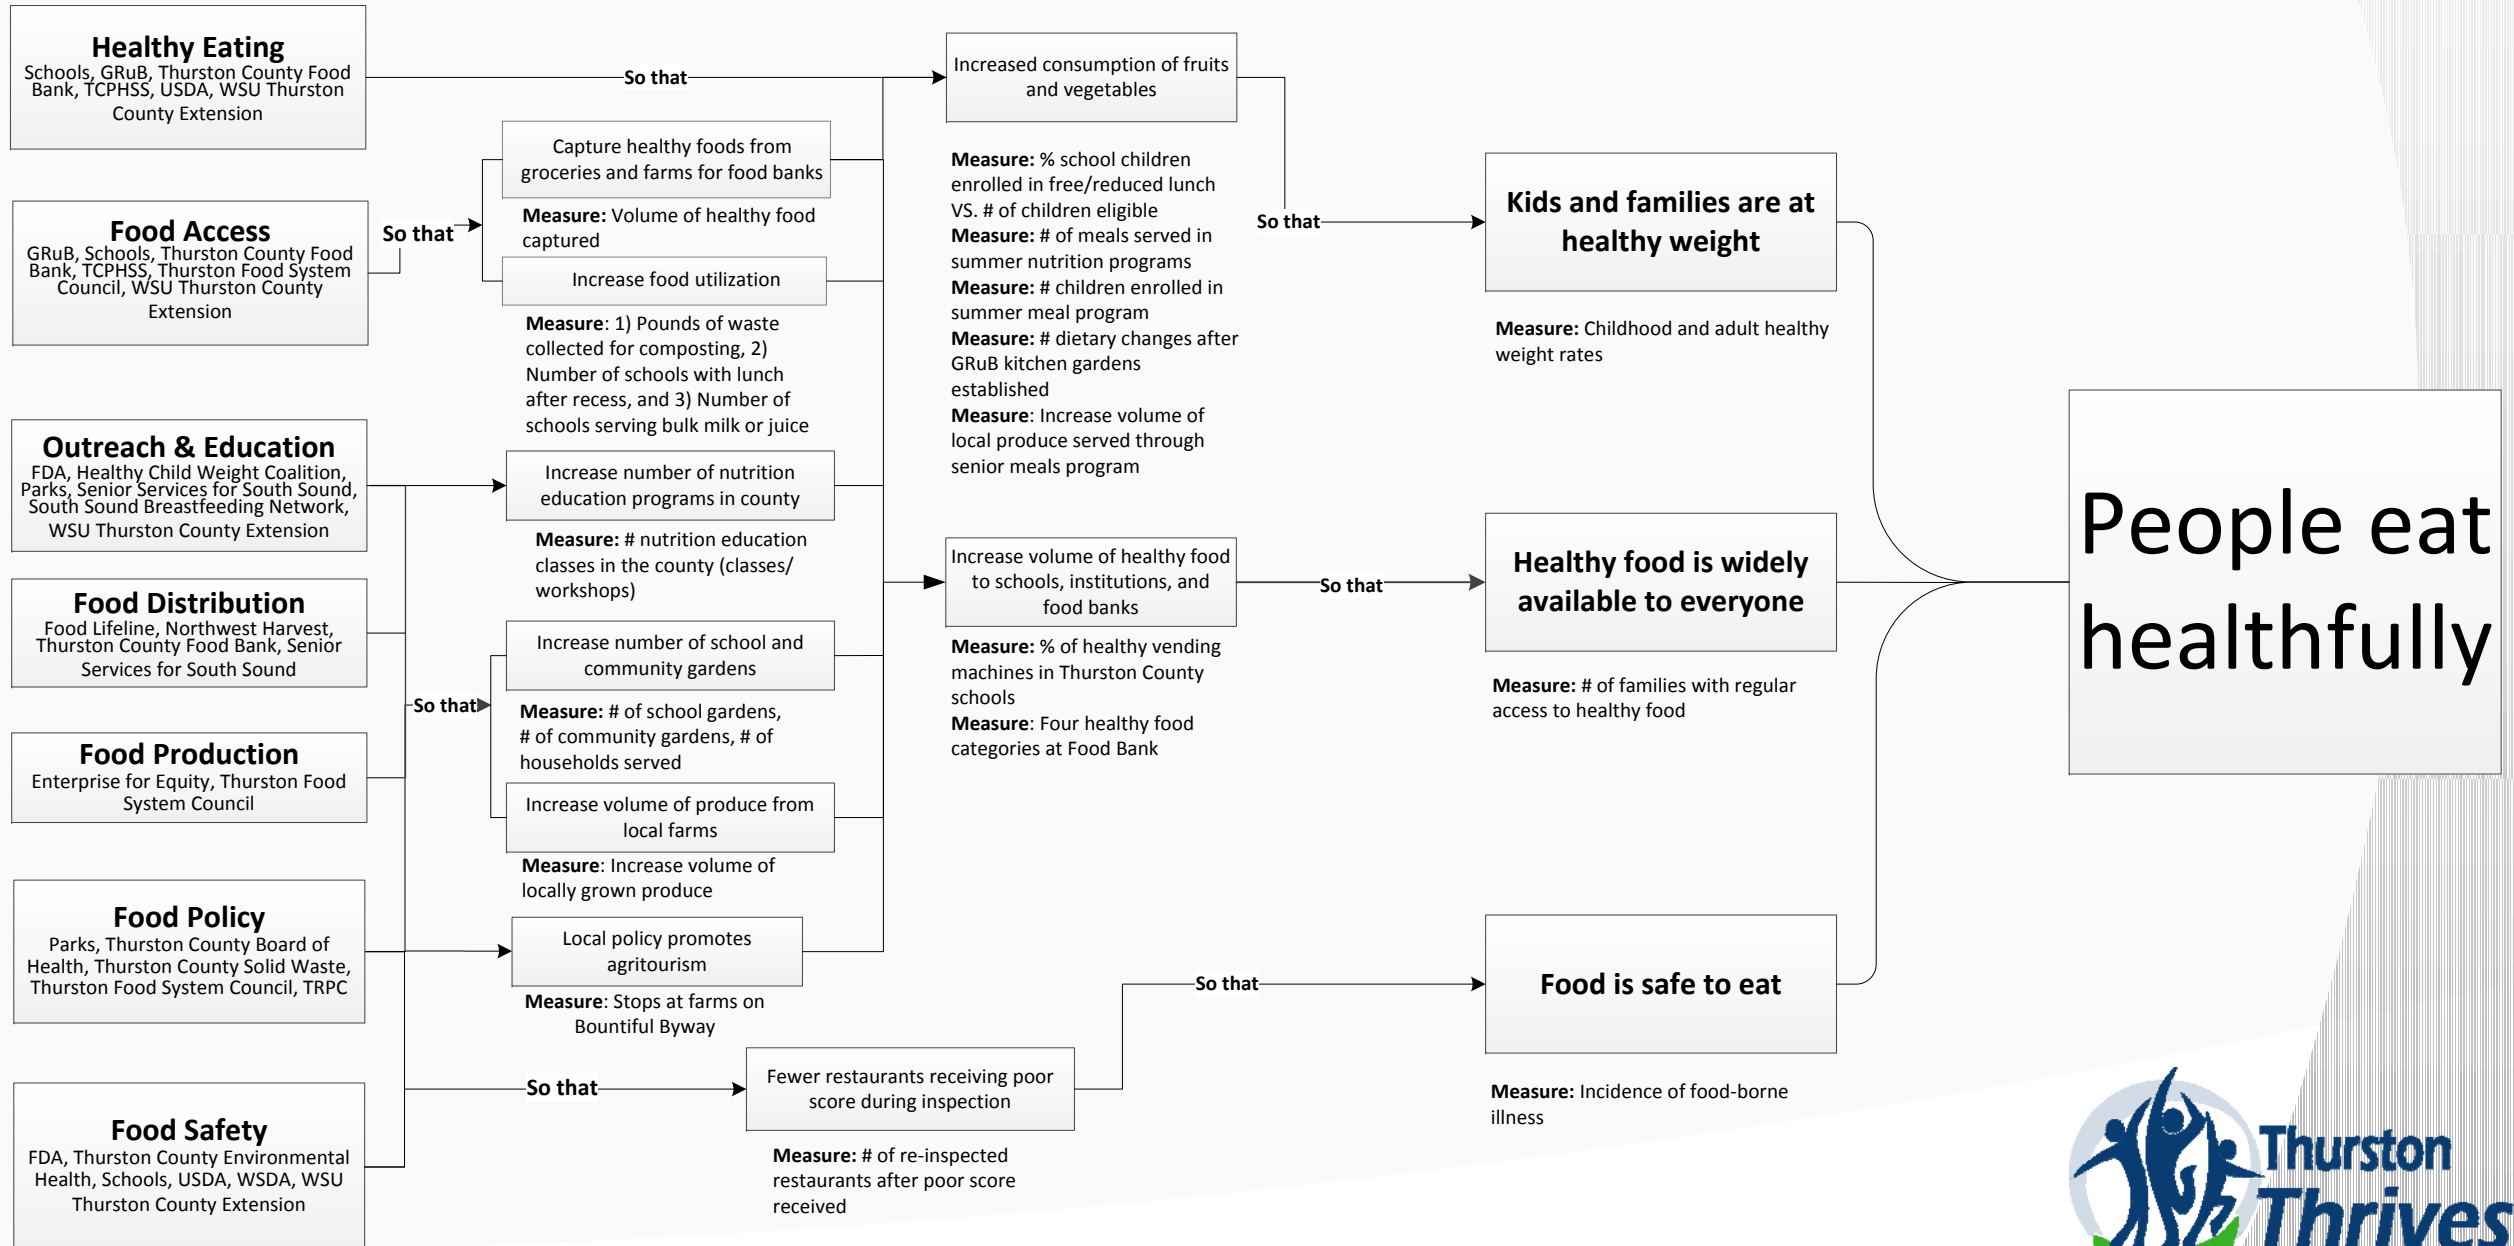 Healthy Eating
Schools, GRuB, Thurston County Food
Bank, TCPHSS, USDA, WSU Thurston
County Extension
Food Access
GRuB, Schools, Thurston County Food
Bank, TCPHSS, Thurston Food System
Council, WSU Thurston County
Extension
Outreach & Education
FDA, Healthy Child Weight Coalition,
Parks, Senior Services for South Sound,
South Sound Breastfeeding Network,
WSU Thurston County Extension
Food Distribution
Food Lifeline, Northwest Harvest,
Thurston County Food Bank, Senior
Services for South Sound
Food Production
Enterprise for Equity, Thurston Food
System Council
Food Policy
Parks, Thurston County Board of
Health, Thurston County Solid Waste,
Thurston Food System Council, TRPC
Food Safety
FDA, Thurston County Environmental
Health, Schools, USDA, WSDA, WSU
Thurston County Extension
So that
So that
So that
So that
Capture healthy foods from
groceries and farms for food banks
Measure: Volume of healthy food
captured
Increase food utilization
Measure: 1) Pounds of waste
collected for composting, 2)
Number of schools with lunch
after recess, and 3) Number of
schools serving bulk milk or juice
Increase number of nutrition
education programs in county
Measure: # nutrition education
classes in the county (classes/
workshops)
Increase number of school and
community gardens
Measure: # of school gardens,
# of community gardens, # of
households served
Increase volume of produce from
local farms
Measure: Increase volume of
locally grown produce
Local policy promotes
agritourism
Measure: Stops at farms on
Bountiful Byway
Fewer restaurants receiving poor
score during inspection
Measure: # of re-inspected
restaurants after poor score
received
Increased consumption of fruits
and vegetables
Measure: % school children
enrolled in free/reduced lunch
VS. # of children eligible
Measure: # of meals served in
summer nutrition programs
Measure: # children enrolled in
summer meal program
Measure: # dietary changes after
GRuB kitchen gardens
established
Measure: Increase volume of
local produce served through
senior meals program
Increase volume of healthy food
to schools, institutions, and
food banks
Measure: % of healthy vending
machines in Thurston County
schools
Measure: Four healthy food
categories at Food Bank
So that
So that
So that
Kids and families are at
healthy weight
Measure: Childhood and adult healthy
weight rates
Healthy food is widely
available to everyone
Measure: # of families with regular
access to healthy food
Food is safe to eat
Measure: Incidence of food-borne
illness
People eat
healthfully
Thurston
Thrives